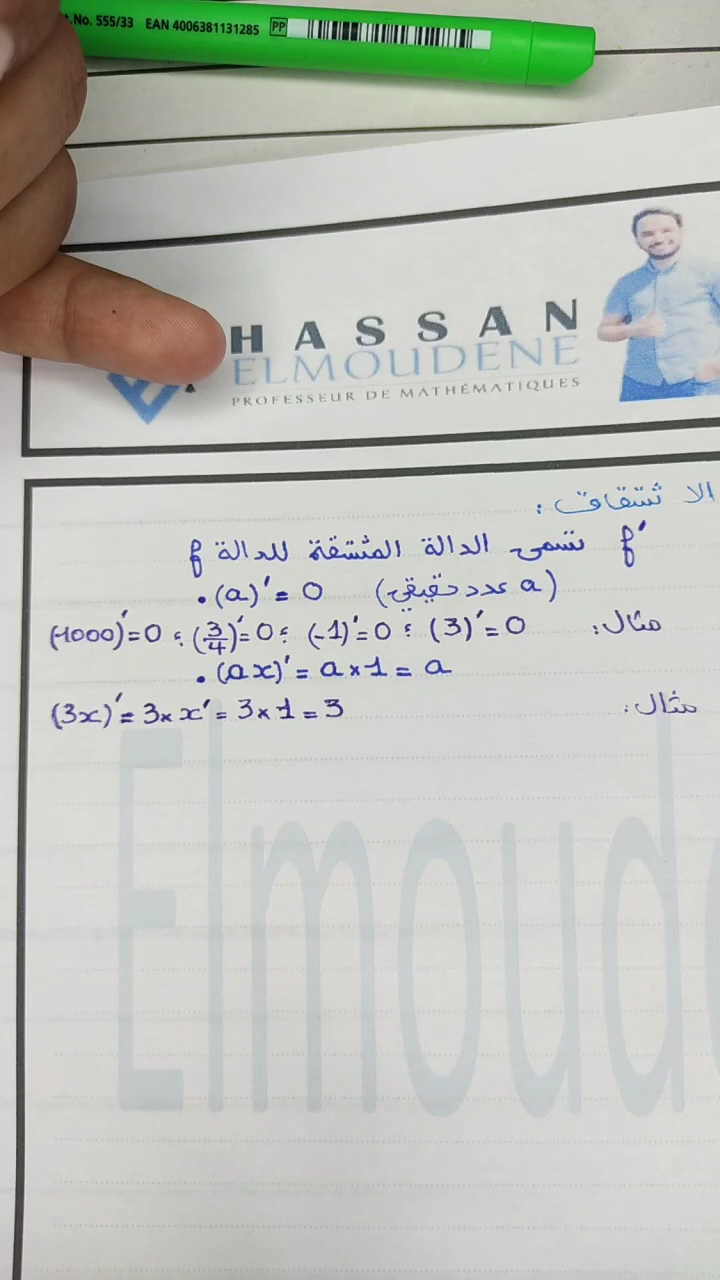 No. 555/33 EAN 4006381131285 PP
HASSAN
ELMOUDENE
PROFESSEUR DE MATHÉMATIQUES
الاشتقاق :
f' تسمى الدالة المشتقة للدالة f
. (a)' = 0 (a عدد حقيقي)
مثال: (3)' = 0 ; (-1)' = 0 ; (3/4)' = 0 ; (-1000)' = 0
. (ax)' = a × 1 = a
مثال: (3x)' = 3 × x' = 3 × 1 = 3
Elmoude